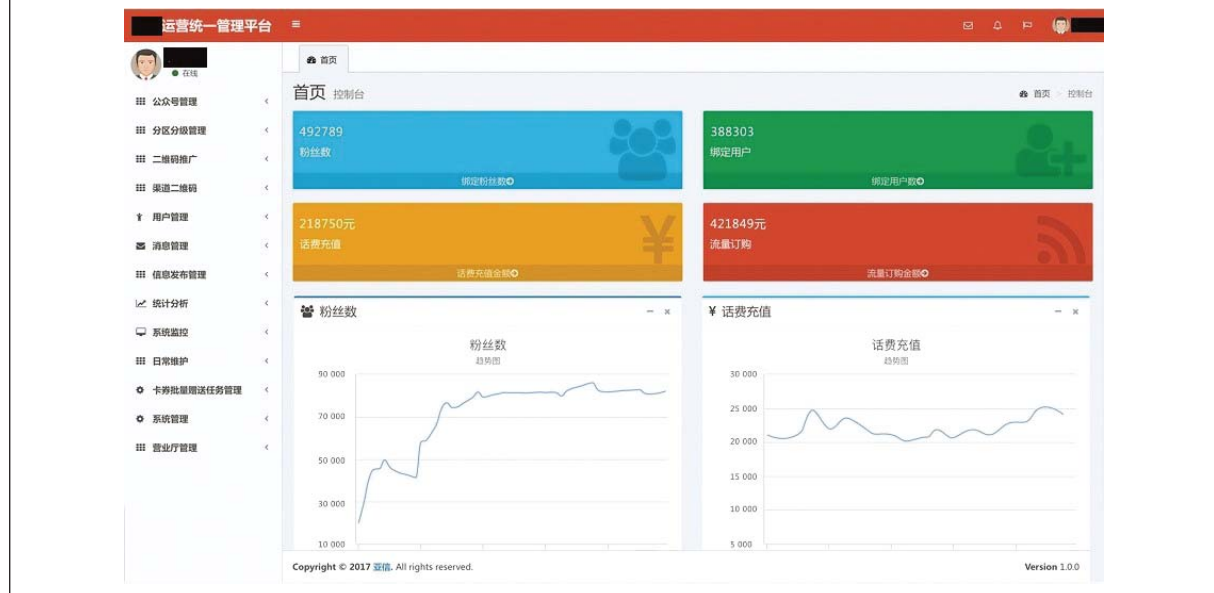 运营统一管理平台
在线
公众号管理
分区分级管理
二维码推广
渠道二维码
用户管理
消息管理
信息发布管理
统计分析
系统监控
日常维护
卡券批量赠送任务管理
系统管理
营业厅管理
首页
首页 控制台
首页 > 控制台
492789
粉丝数
绑定粉丝数
388303
绑定用户
绑定用户数
218750元
话费充值
¥
话费充值金额
421849元
流量订购
流量订购金额
粉丝数
粉丝数
趋势图
90 000
70 000
50 000
30 000
10 000
¥ 话费充值
话费充值
趋势图
30 000
25 000
20 000
15 000
10 000
5 000
Copyright © 2017 亚信. All rights reserved.
Version 1.0.0